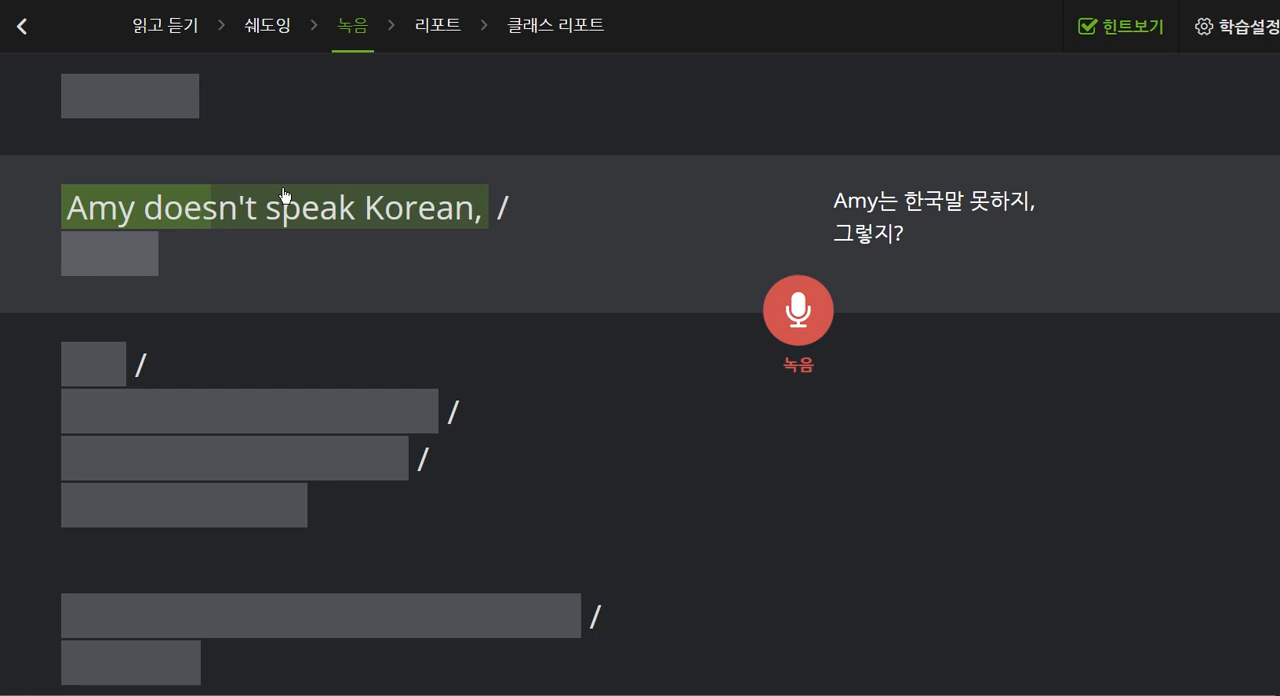 읽고 듣기 > 쉐도잉 > 녹음 > 리포트 > 클래스 리포트 힌트보기 학습설정
Amy doesn't speak Korean, /
Amy는 한국말 못하지,
그렇지?
녹음
/
/
/
/